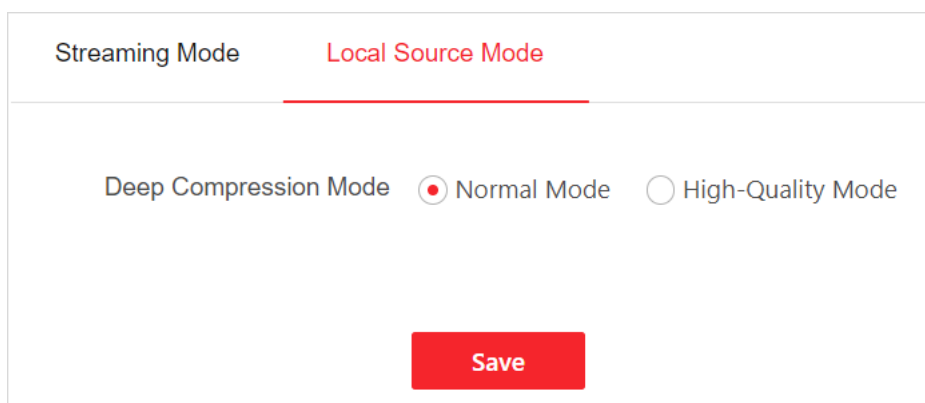 Streaming Mode Local Source Mode
Deep Compression Mode Normal Mode High-Quality Mode
Save